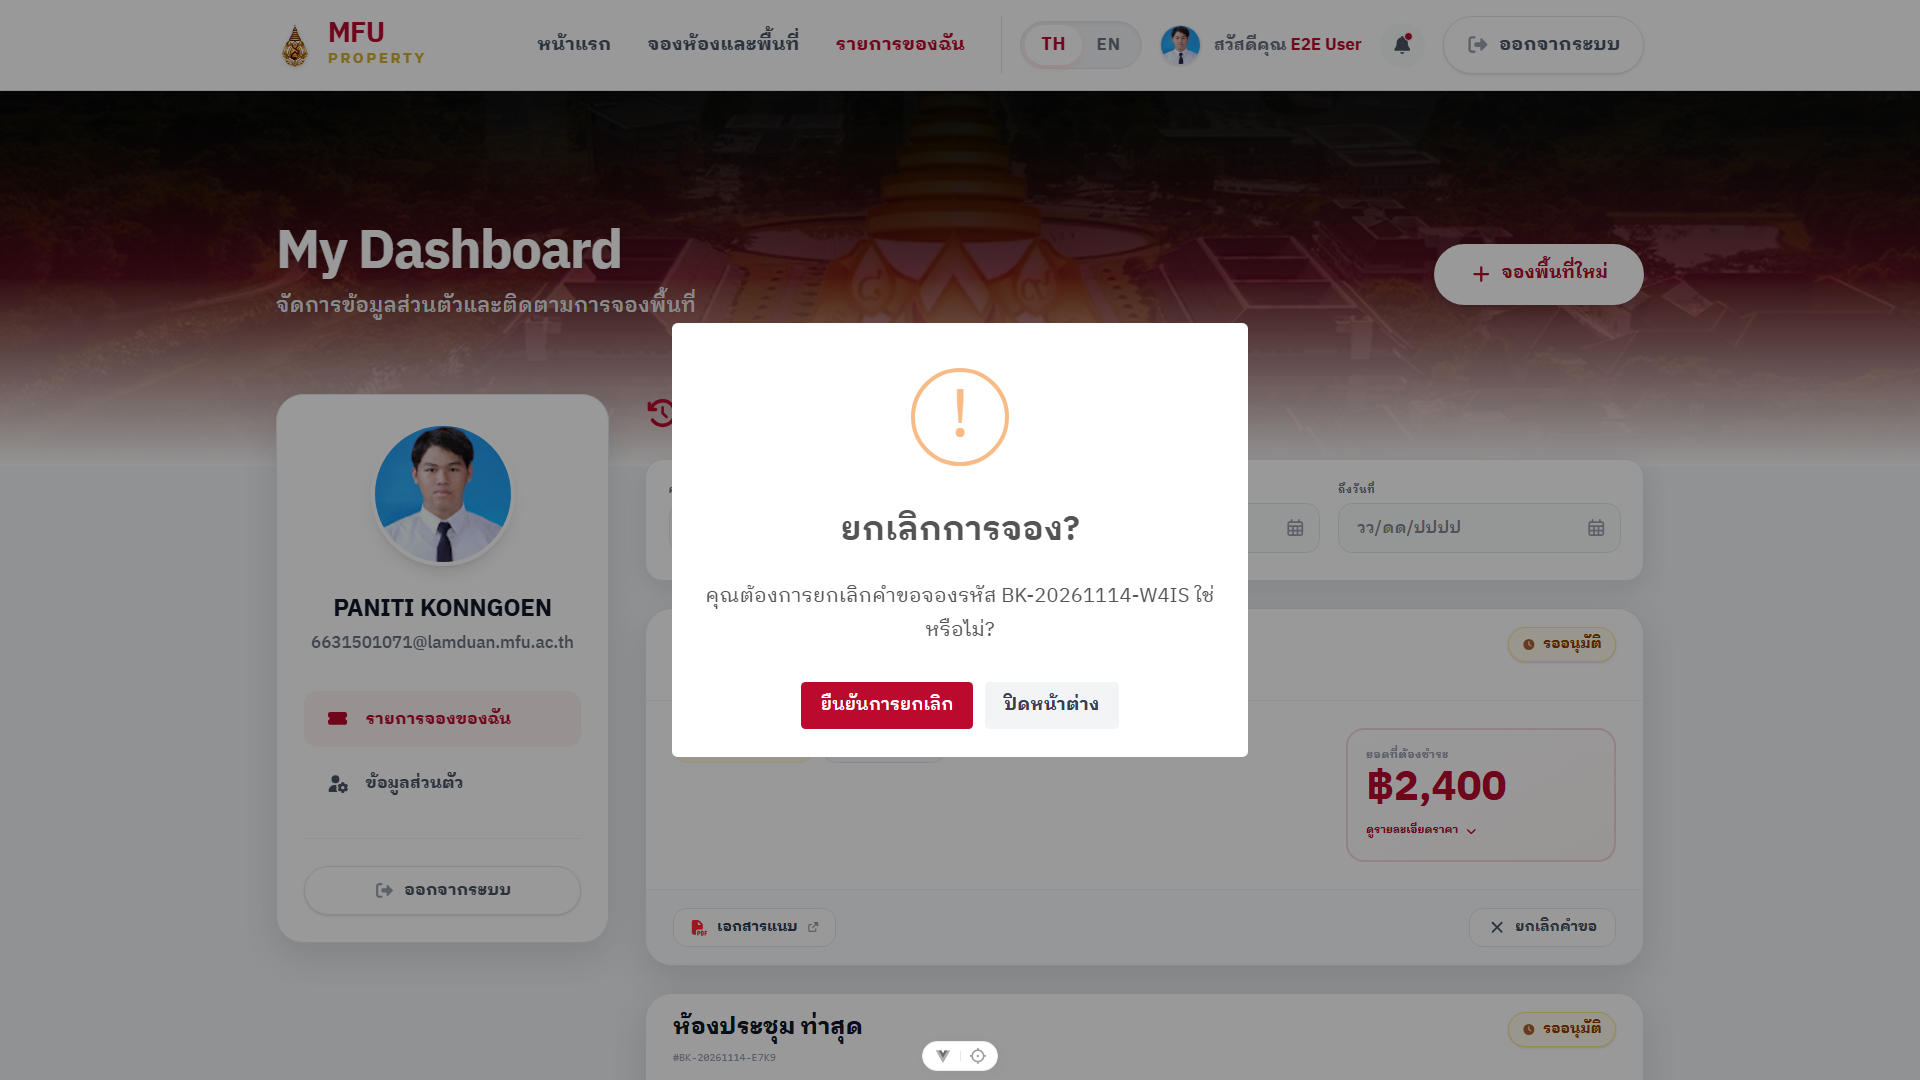 MFU
PROPERTY
หน้าแรก
จองห้องและพื้นที่
รายการของฉัน
TH
EN
สวัสดีคุณ E2E User
ออกจากระบบ
My Dashboard
จัดการข้อมูลส่วนตัวและติดตามการจองพื้นที่
จองพื้นที่ใหม่
PANITI KONNGOEN
6631501071@lamduan.mfu.ac.th
รายการจองของฉัน
ข้อมูลส่วนตัว
ออกจากระบบ
ถึงวันที่
วว/ดด/ปปปป
รออนุมัติ
ยกเลิกการจอง?
คุณต้องการยกเลิกคำขอจองรหัส BK-20261114-W4IS ใช่
หรือไม่?
ยืนยันการยกเลิก
ปิดหน้าต่าง
ยอดที่ต้องชำระ
฿2,400
ดูรายละเอียดราคา
เอกสารแนบ
ยกเลิกคำขอ
ห้องประชุม ท่าสุด
#BK-20261114-E7K9
รออนุมัติ